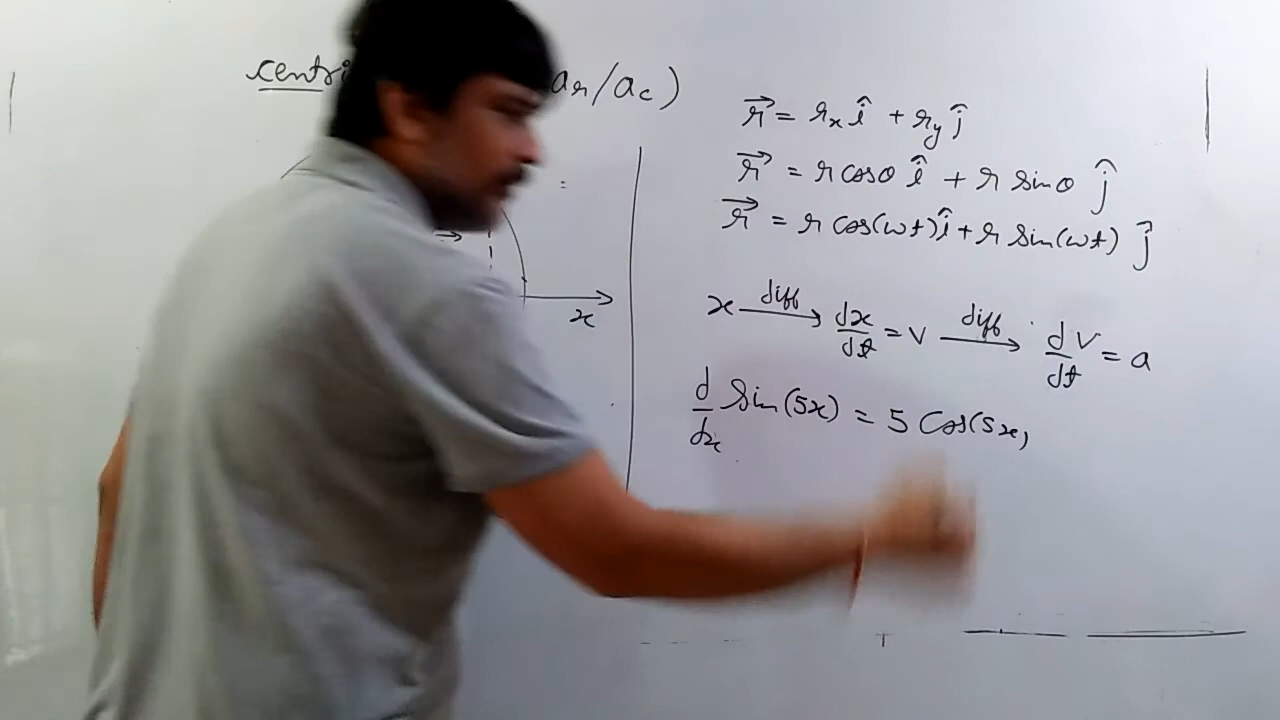 (a_r/a_c)
r⃗ = r_x î + r_y ĵ
r⃗ = r cosθ î + r sinθ ĵ
r⃗ = r cos(ωt) î + r sin(ωt) ĵ
x
x —diff→ dx/dt = v —diff→ dv/dt = a
d/dx sin(5x) = 5 cos(5x)